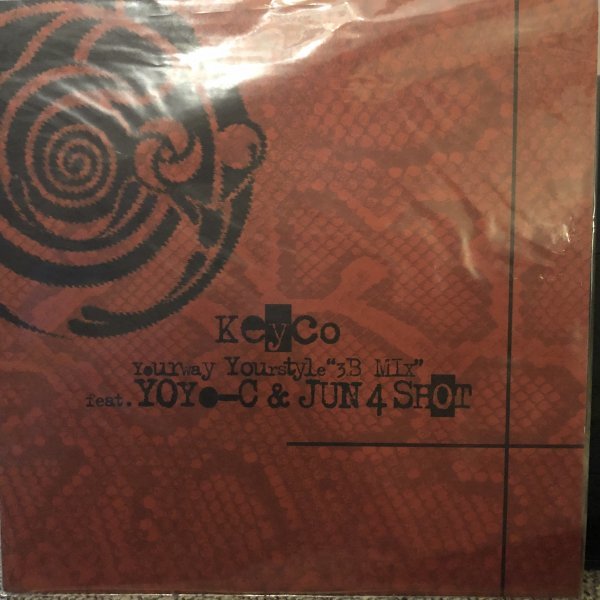 KeyCo
Yourway Yourstyle"3B MIx"
feat. YOYO-C & JUN 4 SHOT